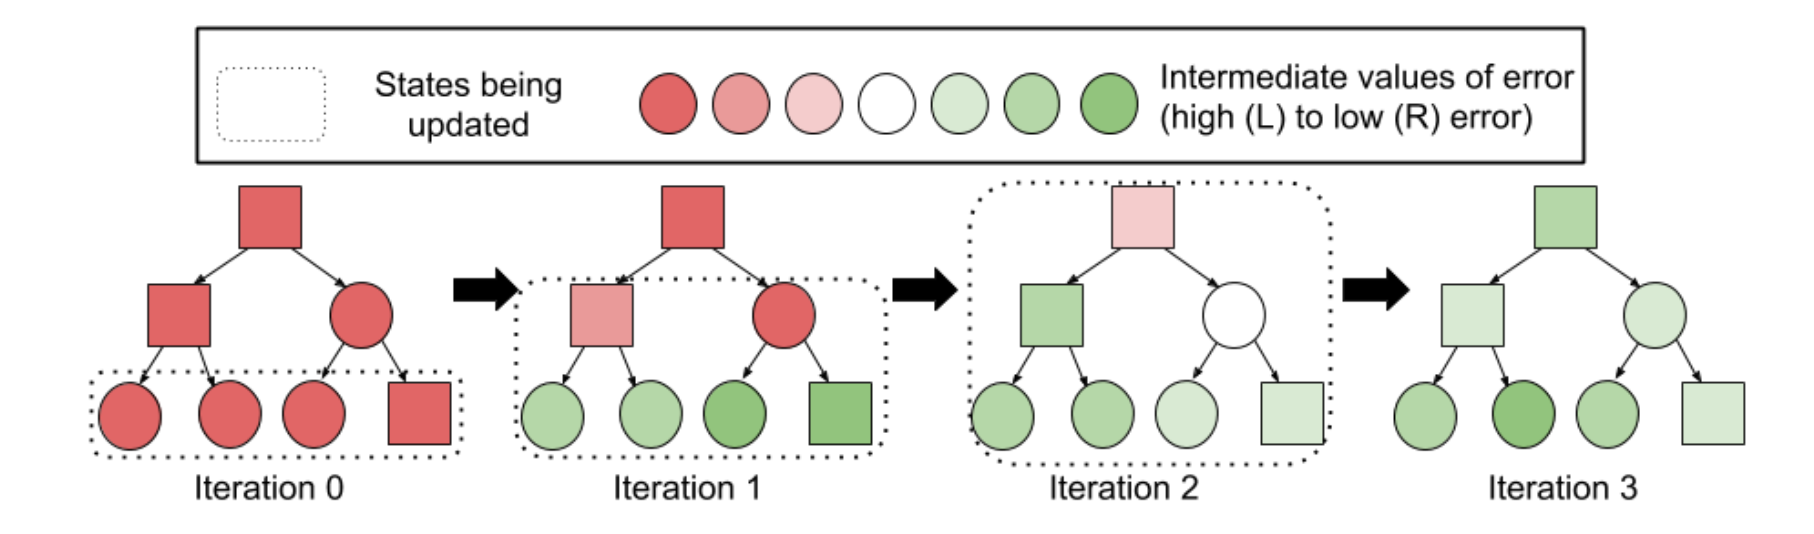 States being
updated
Intermediate values of error
(high (L) to low (R) error)
Iteration 0
Iteration 1
Iteration 2
Iteration 3